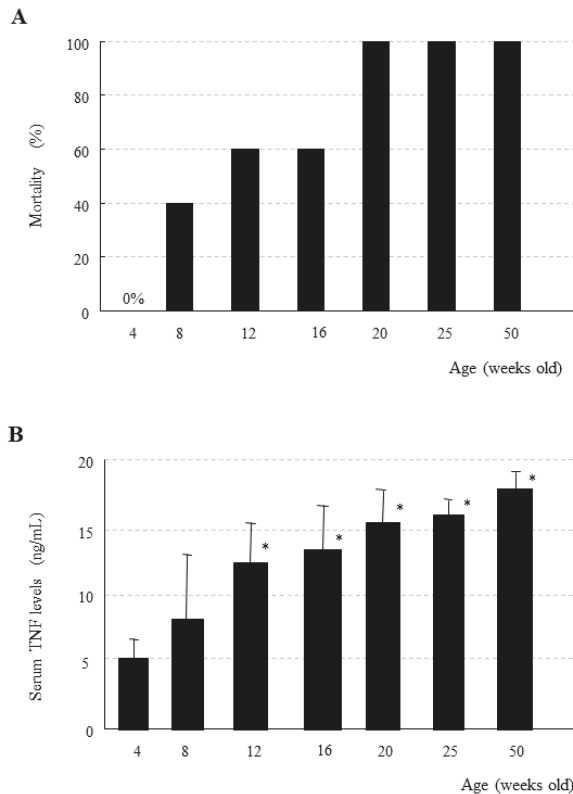 A
100
80
60
40
20
0
Mortality (%)
0%
4 8 12 16 20 25 50
Age (weeks old)
B
20
15
10
5
0
Serum TNF levels (ng/mL)
* * * * *
4 8 12 16 20 25 50
Age (weeks old)